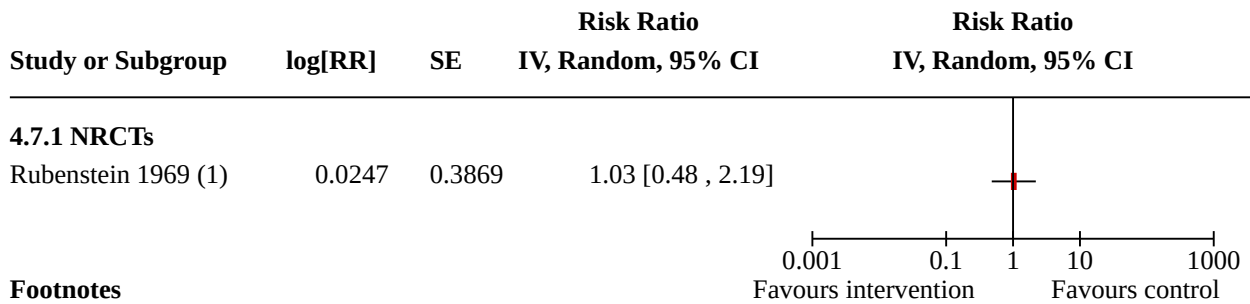 Risk Ratio Risk Ratio
Study or Subgroup log[RR] SE IV, Random, 95% CI IV, Random, 95% CI
4.7.1 NRCTs
Rubenstein 1969 (1) 0.0247 0.3869 1.03 [0.48 , 2.19]
0.001 0.1 1 10 1000
Footnotes Favours intervention Favours control